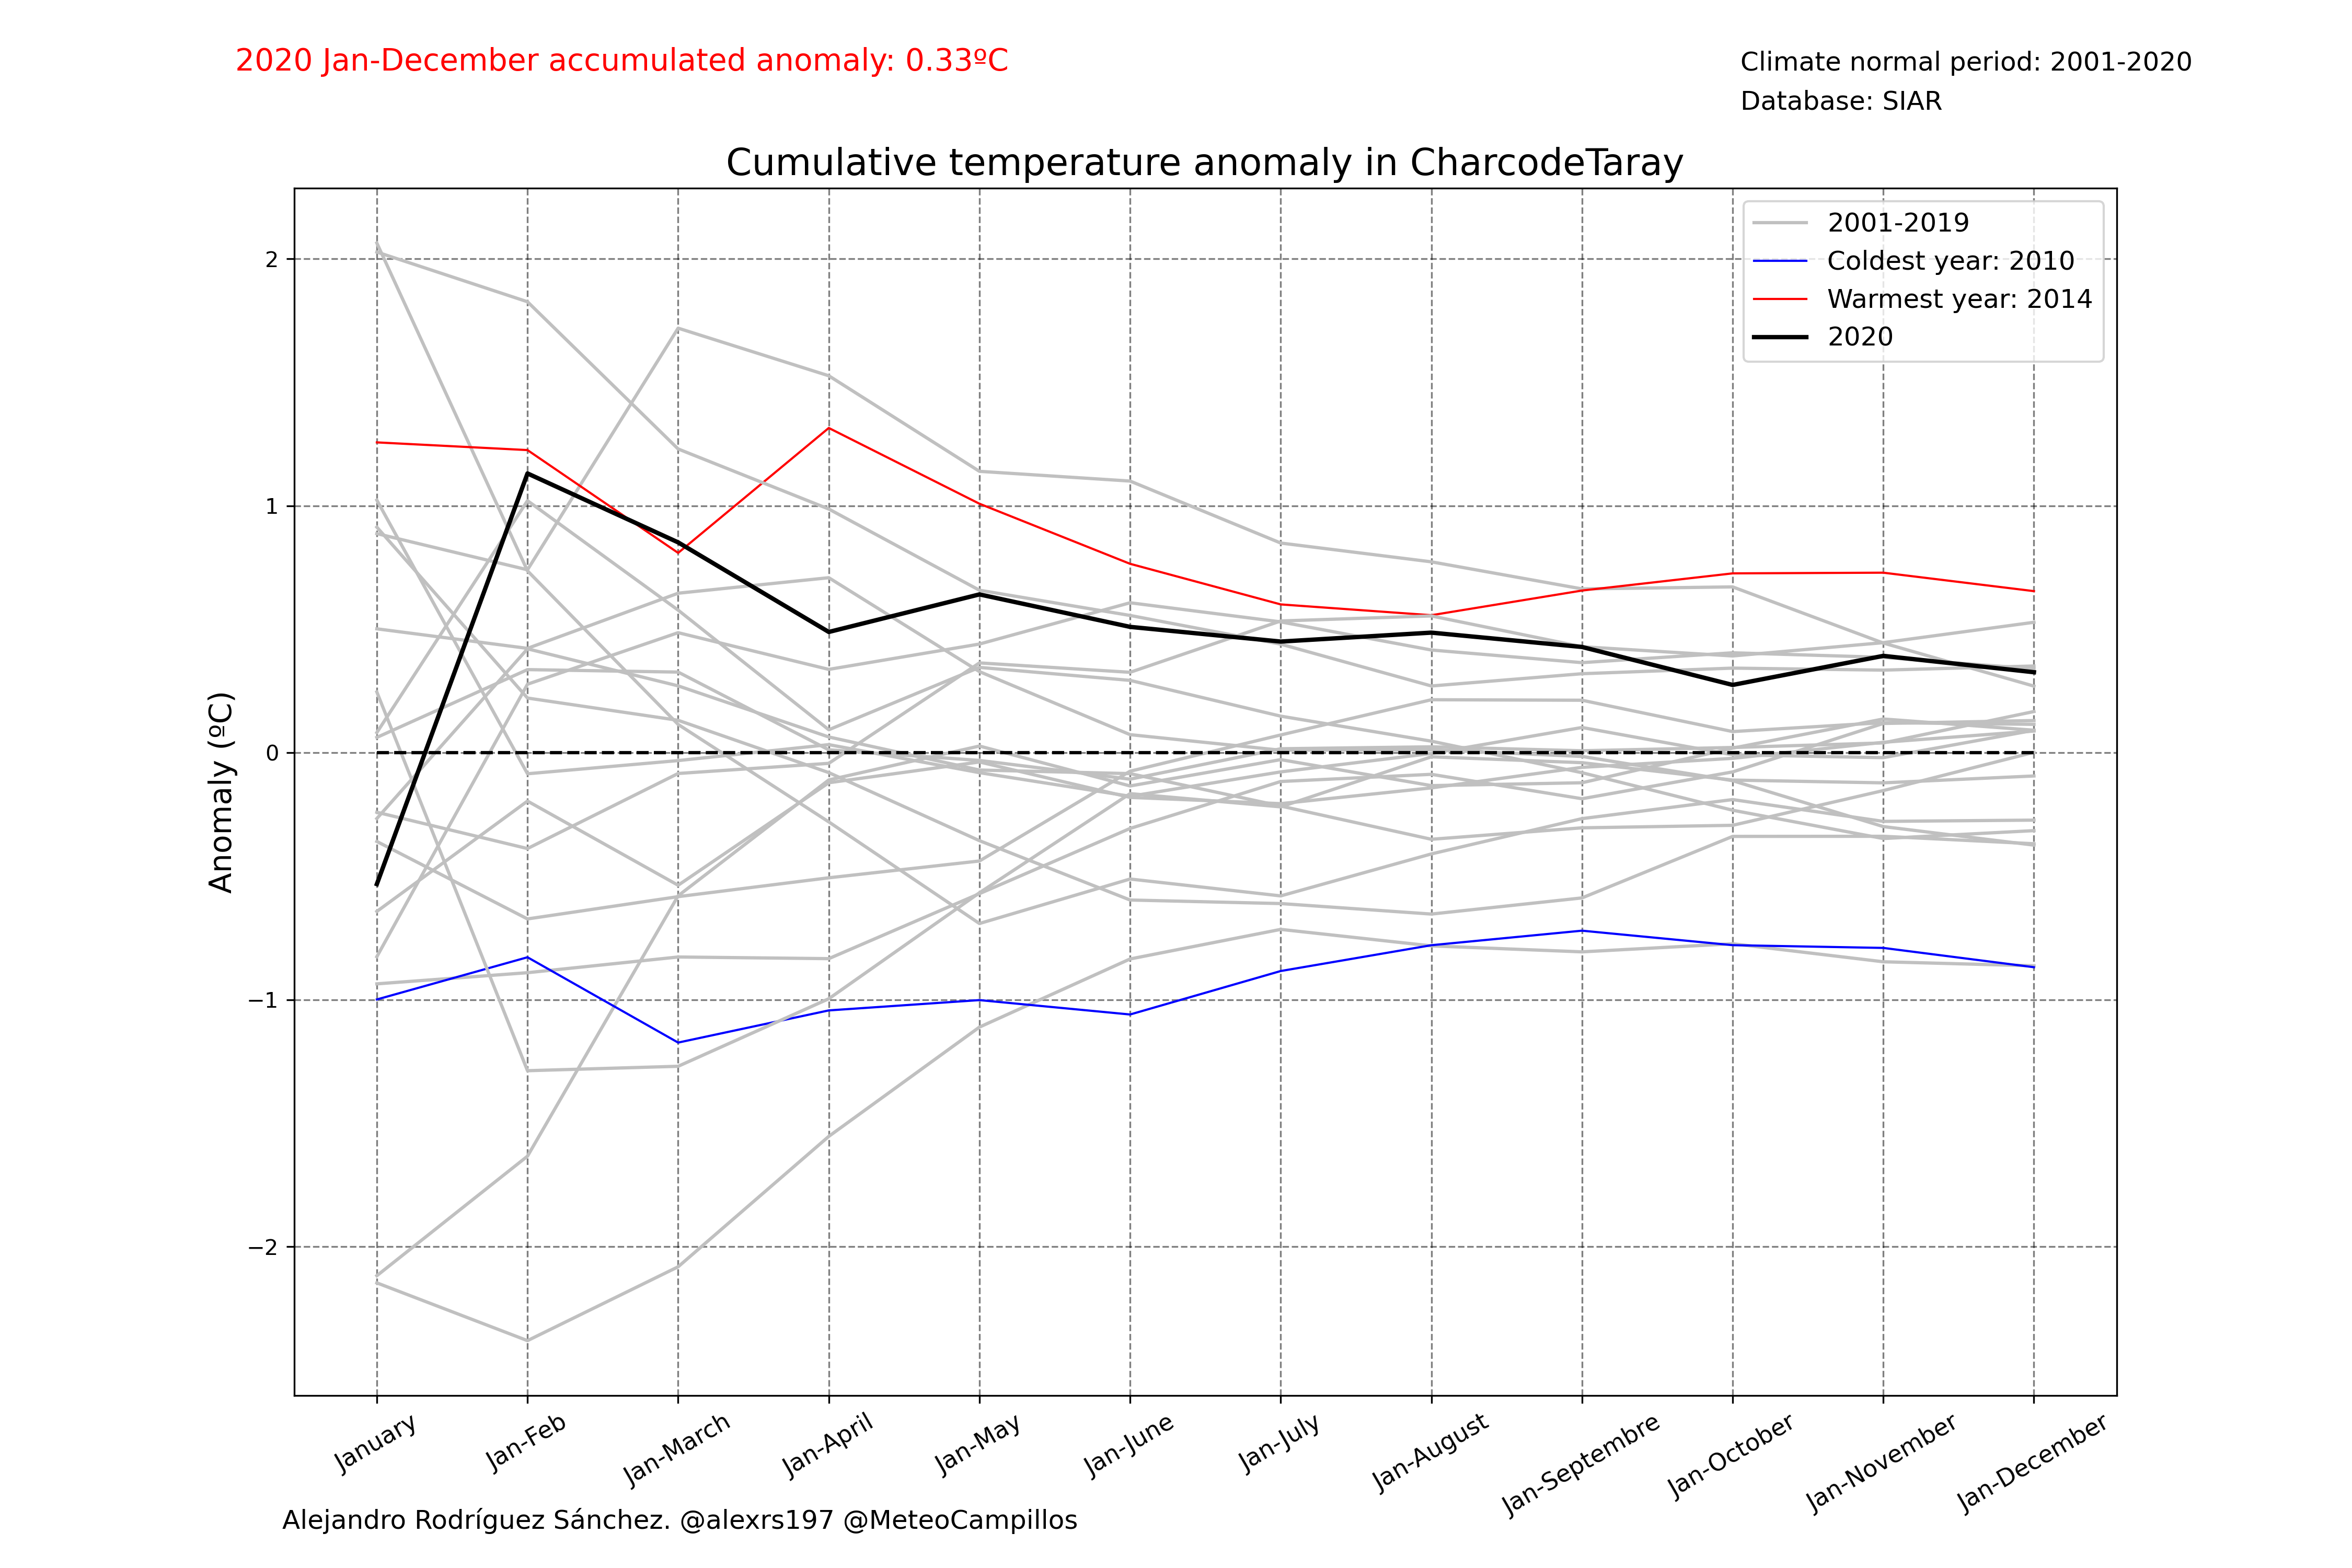 2020 Jan-December accumulated anomaly: 0.33ºC
Climate normal period: 2001-2020
Database: SIAR
Cumulative temperature anomaly in CharcodeTaray
2001-2019
Coldest year: 2010
Warmest year: 2014
2020
Anomaly (ºC)
2
1
0
−1
−2
January
Jan-Feb
Jan-March
Jan-April
Jan-May
Jan-June
Jan-July
Jan-August
Jan-Septembre
Jan-October
Jan-November
Jan-December
Alejandro Rodríguez Sánchez. @alexrs197 @MeteoCampillos